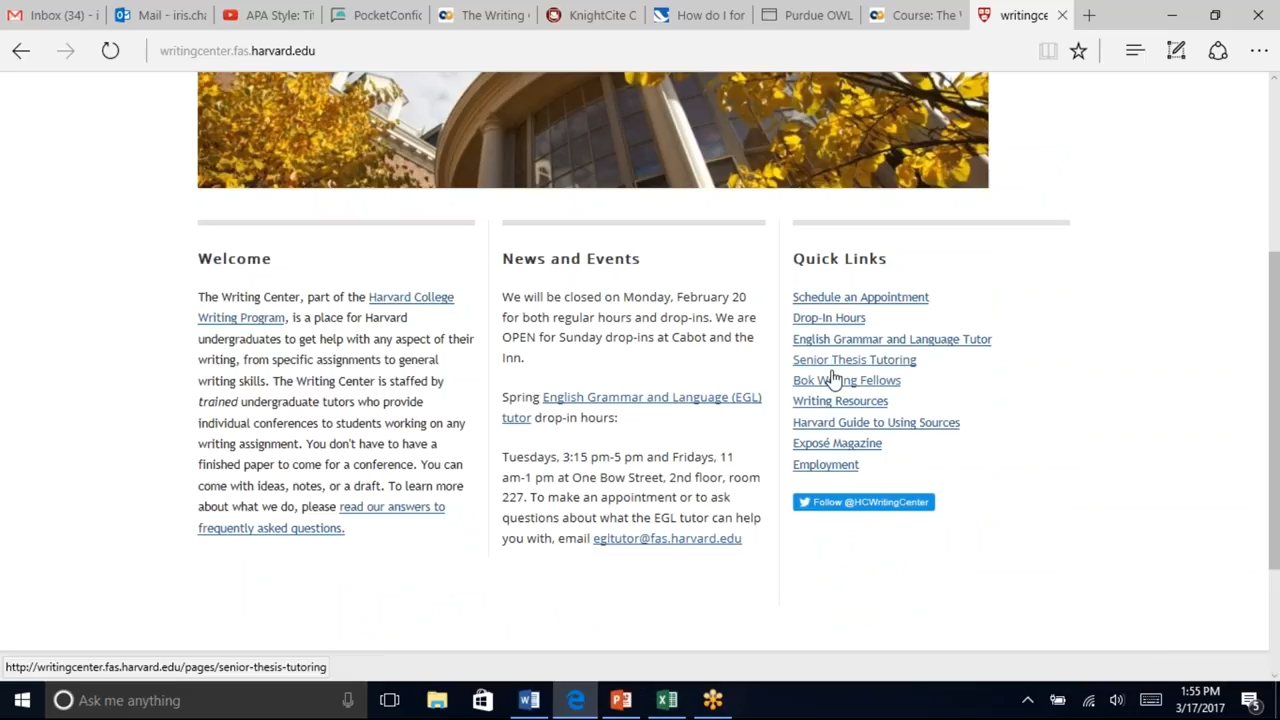 Inbox (34) - i
Mail - iris.cha
APA Style: Tit
PocketConfic
The Writing
KnightCite C
How do I for
Purdue OWL
Course: The W
writingce
writingcenter.fas.harvard.edu
Welcome
The Writing Center, part of the Harvard College
Writing Program, is a place for Harvard
undergraduates to get help with any aspect of their
writing, from specific assignments to general
writing skills. The Writing Center is staffed by
trained undergraduate tutors who provide
individual conferences to students working on any
writing assignment. You don't have to have a
finished paper to come for a conference. You can
come with ideas, notes, or a draft. To learn more
about what we do, please read our answers to
frequently asked questions.
News and Events
We will be closed on Monday, February 20
for both regular hours and drop-ins. We are
OPEN for Sunday drop-ins at Cabot and the
Inn.
Spring English Grammar and Language (EGL)
tutor drop-in hours:
Tuesdays, 3:15 pm-5 pm and Fridays, 11
am-1 pm at One Bow Street, 2nd floor, room
227. To make an appointment or to ask
questions about what the EGL tutor can help
you with, email egltutor@fas.harvard.edu
Quick Links
Schedule an Appointment
Drop-In Hours
English Grammar and Language Tutor
Senior Thesis Tutoring
Bok Writing Fellows
Writing Resources
Harvard Guide to Using Sources
Exposé Magazine
Employment
Follow @HCWritingCenter
http://writingcenter.fas.harvard.edu/pages/senior-thesis-tutoring
Ask me anything
1:55 PM
3/17/2017
5